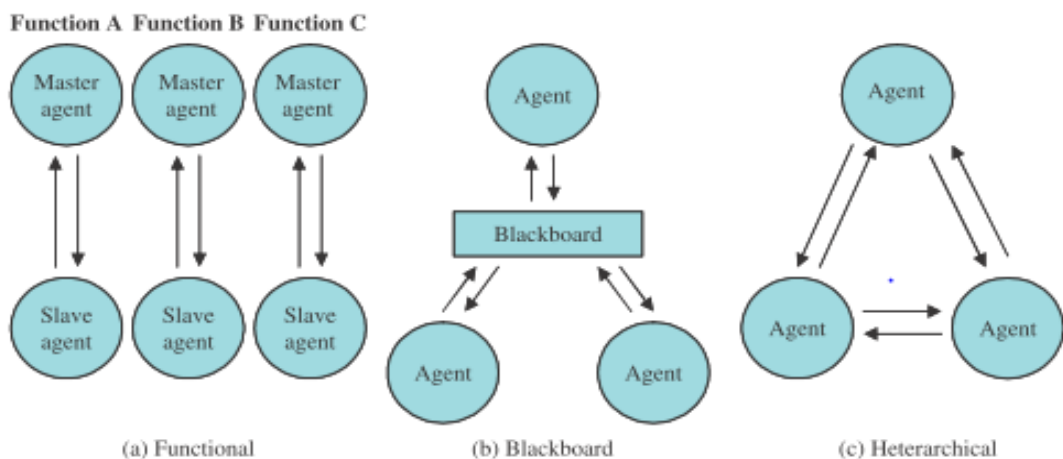 Function A Function B Function C
Master agent
Master agent
Master agent
Agent
Agent
Blackboard
Slave agent
Slave agent
Slave agent
Agent
Agent
Agent
Agent
(a) Functional
(b) Blackboard
(c) Heterarchical